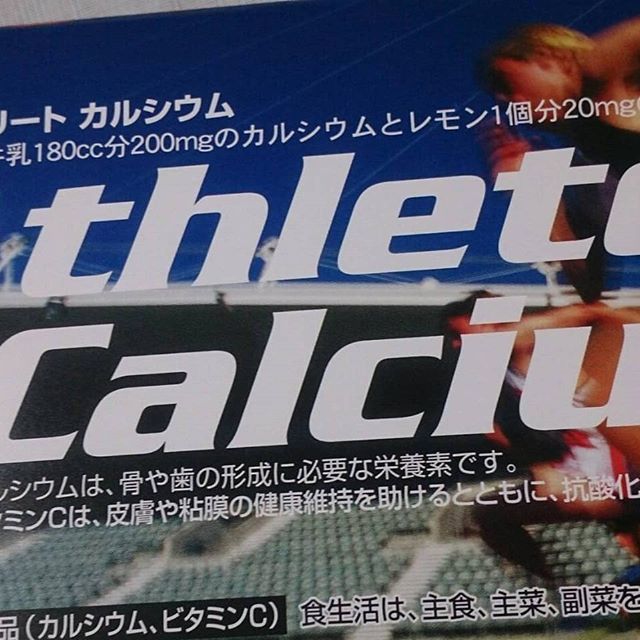 リート カルシウム
乳180cc分200mgのカルシウムとレモン1個分20mg
thlete
Calciu
ルシウムは、骨や歯の形成に必要な栄養素です。
ミンCは、皮膚や粘膜の健康維持を助けるとともに、抗酸化
品(カルシウム、ビタミンC)
食生活は、主食、主菜、副菜を